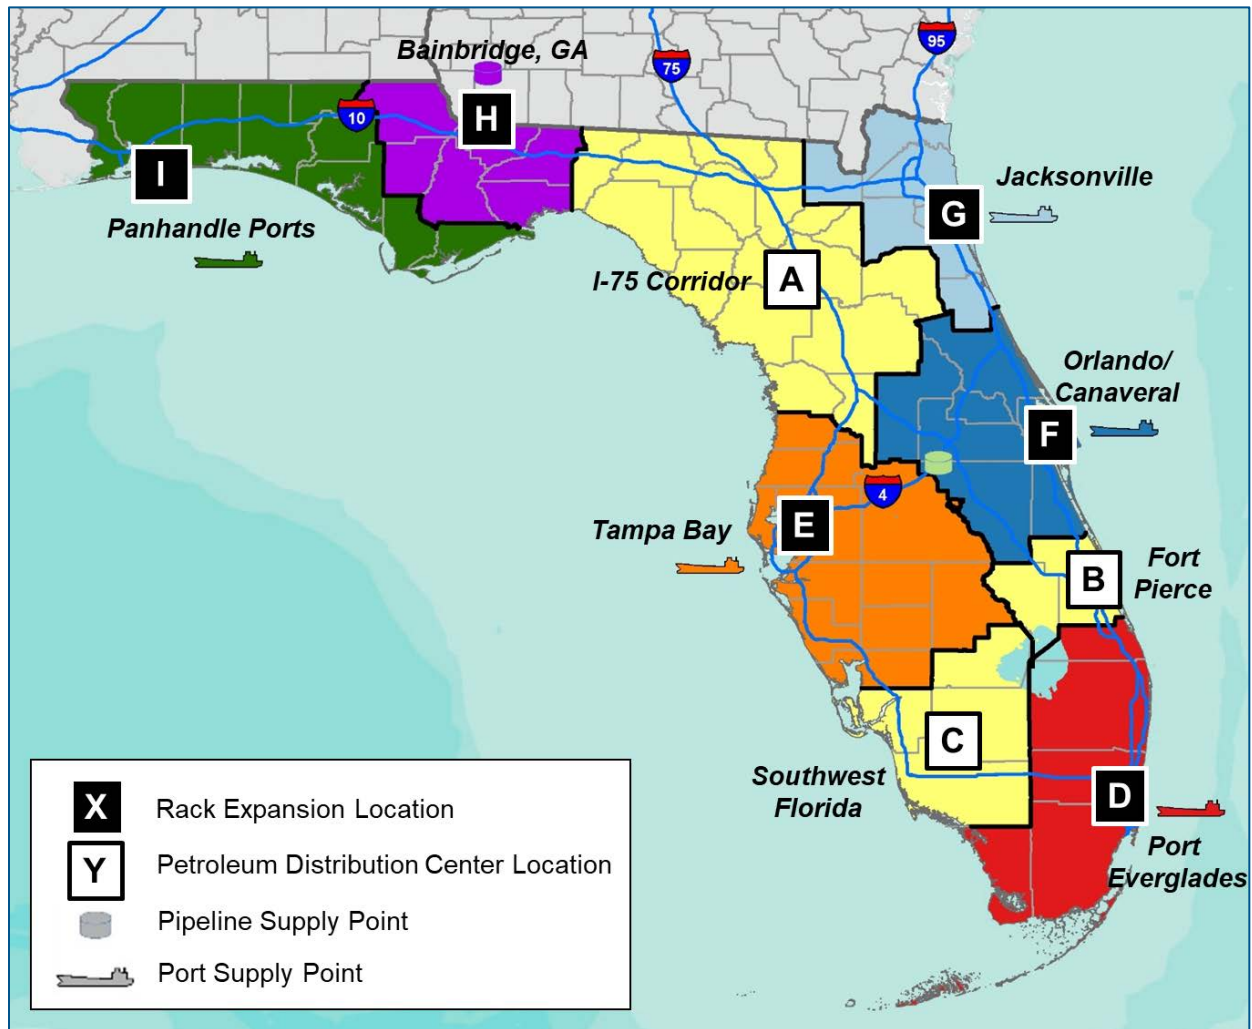 95
Bainbridge, GA
75
H
10
I
Jacksonville
G
Panhandle Ports
I-75 Corridor
A
Orlando/
Canaveral
F
4
E
Tampa Bay
Fort
Pierce
B
C
Southwest
Florida
D
Port
Everglades
X
Rack Expansion Location
Y
Petroleum Distribution Center Location
Pipeline Supply Point
Port Supply Point